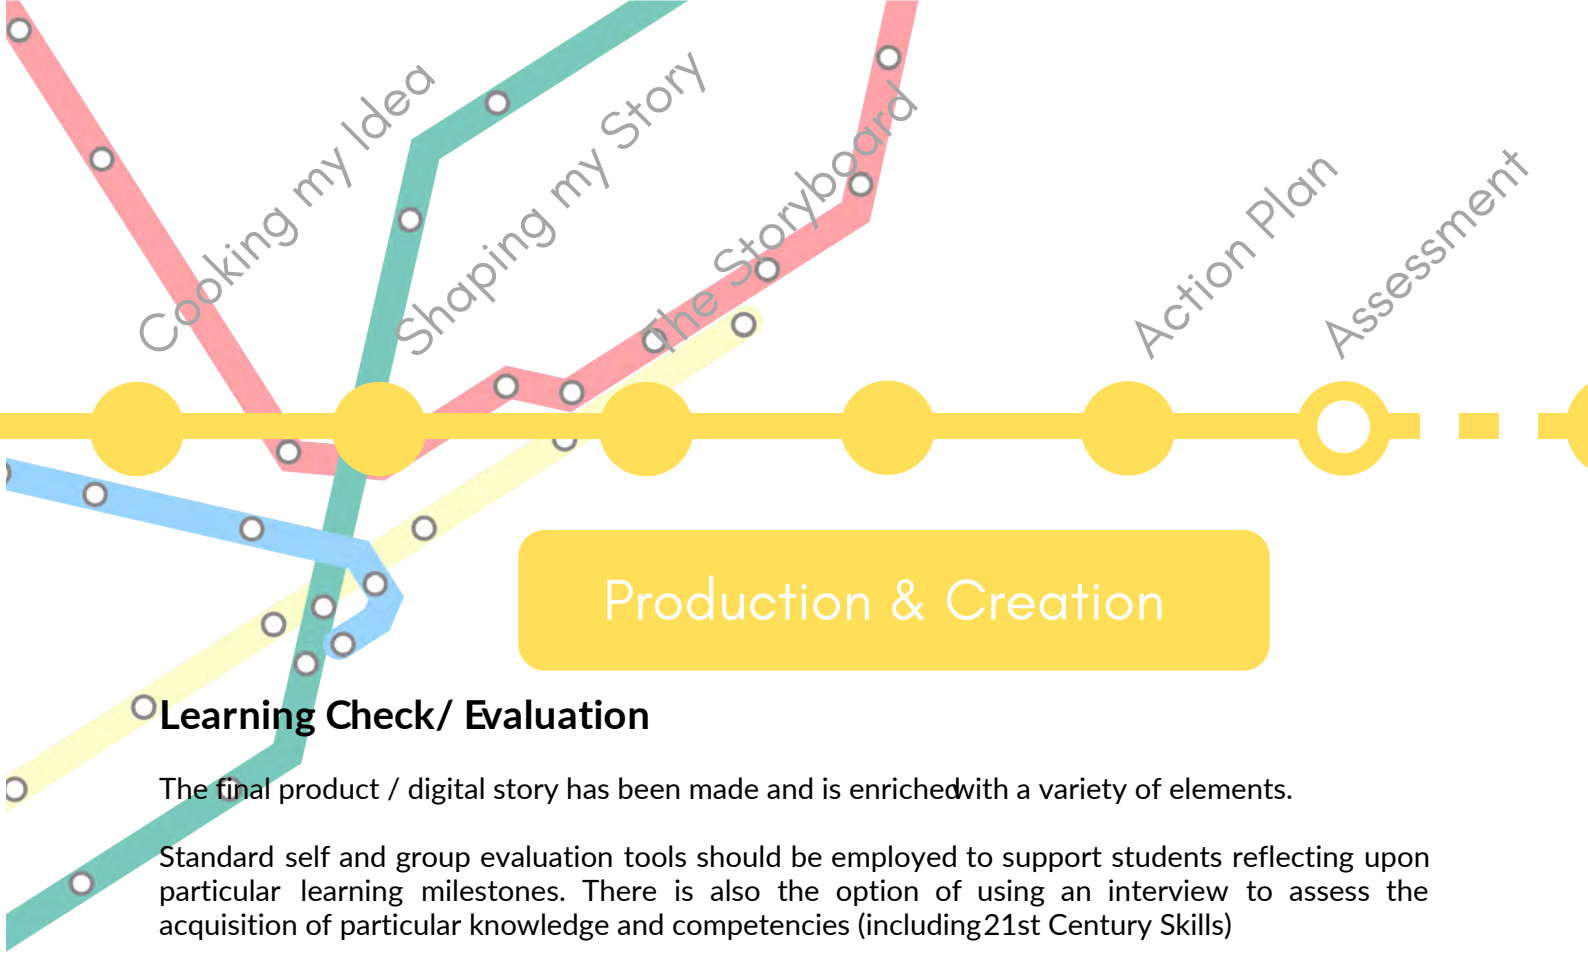 Cooking my Idea
Shaping my Story
The Storyboard
Action Plan
Assessment
Production & Creation
Learning Check/ Evaluation
The final product / digital story has been made and is enriched with a variety of elements.
Standard self and group evaluation tools should be employed to support students reflecting upon
particular learning milestones. There is also the option of using an interview to assess the
acquisition of particular knowledge and competencies (including 21st Century Skills)